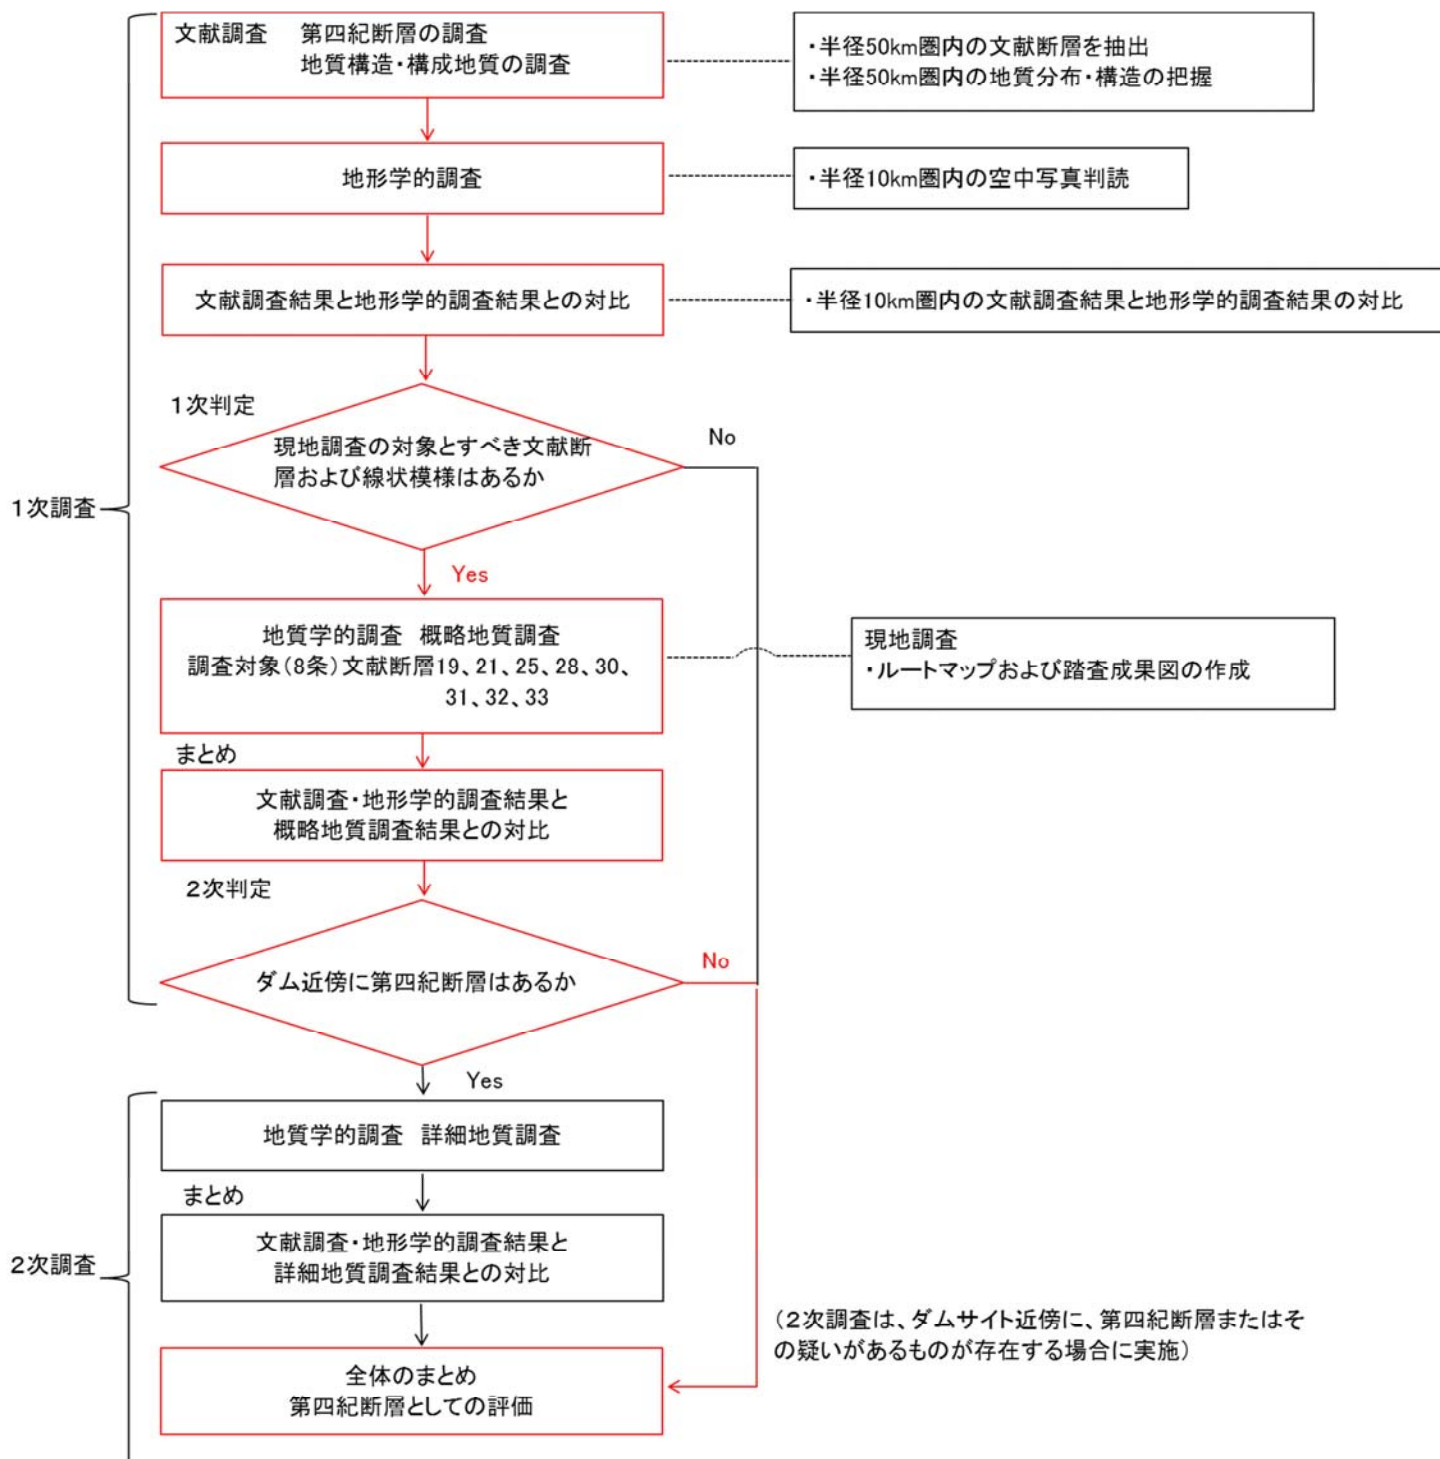 文献調査　第四紀断層の調査
地質構造・構成地質の調査
・半径50km圏内の文献断層を抽出
・半径50km圏内の地質分布・構造の把握
地形学的調査
・半径10km圏内の空中写真判読
文献調査結果と地形学的調査結果との対比
・半径10km圏内の文献調査結果と地形学的調査結果の対比
1次判定
現地調査の対象とすべき文献断
層および線状模様はあるか
No
1次調査
Yes
地質学的調査　概略地質調査
調査対象(8条)文献断層19、21、25、28、30、
31、32、33
現地調査
・ルートマップおよび踏査成果図の作成
まとめ
文献調査・地形学的調査結果と
概略地質調査結果との対比
2次判定
ダム近傍に第四紀断層はあるか
No
Yes
地質学的調査　詳細地質調査
まとめ
文献調査・地形学的調査結果と
詳細地質調査結果との対比
2次調査
（2次調査は、ダムサイト近傍に、第四紀断層またはそ
の疑いがあるものが存在する場合に実施）
全体のまとめ
第四紀断層としての評価